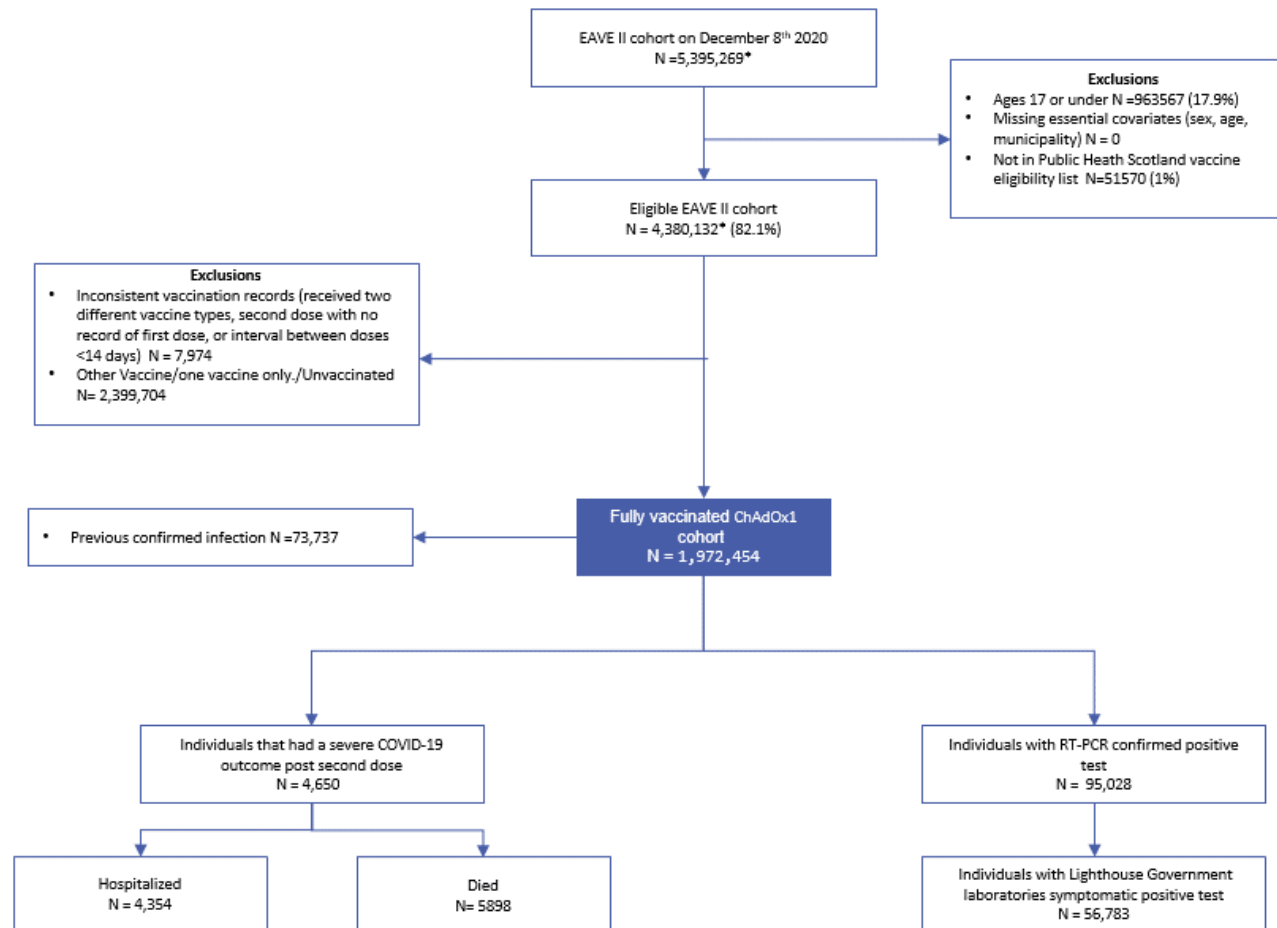 EAVE II cohort on December 8th 2020
N =5,395,269*
Exclusions
• Ages 17 or under N =963567 (17.9%)
• Missing essential covariates (sex, age,
municipality) N = 0
• Not in Public Heath Scotland vaccine
eligibility list N=51570 (1%)
Eligible EAVE II cohort
N = 4,380,132* (82.1%)
Exclusions
• Inconsistent vaccination records (received two
different vaccine types, second dose with no
record of first dose, or interval between doses
<14 days) N = 7,974
• Other Vaccine/one vaccine only./Unvaccinated
N= 2,399,704
Fully vaccinated ChAdOx1
cohort
N = 1,972,454
• Previous confirmed infection N =73,737
Individuals that had a severe COVID-19
outcome post second dose
N = 4,650
Individuals with RT-PCR confirmed positive
test
N = 95,028
Hospitalized
N = 4,354
Died
N= 5898
Individuals with Lighthouse Government
laboratories symptomatic positive test
N = 56,783